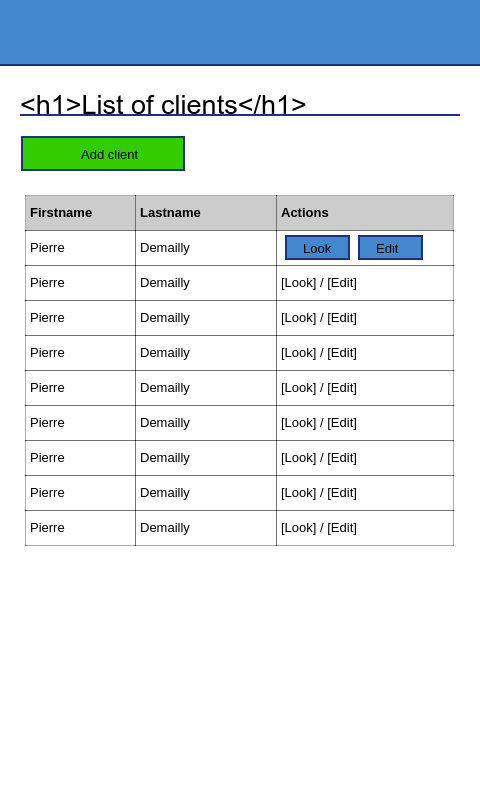 <h1>List of clients</h1>
Add client
Firstname Lastname Actions
Pierre Demailly Look Edit
Pierre Demailly [Look] / [Edit]
Pierre Demailly [Look] / [Edit]
Pierre Demailly [Look] / [Edit]
Pierre Demailly [Look] / [Edit]
Pierre Demailly [Look] / [Edit]
Pierre Demailly [Look] / [Edit]
Pierre Demailly [Look] / [Edit]
Pierre Demailly [Look] / [Edit]